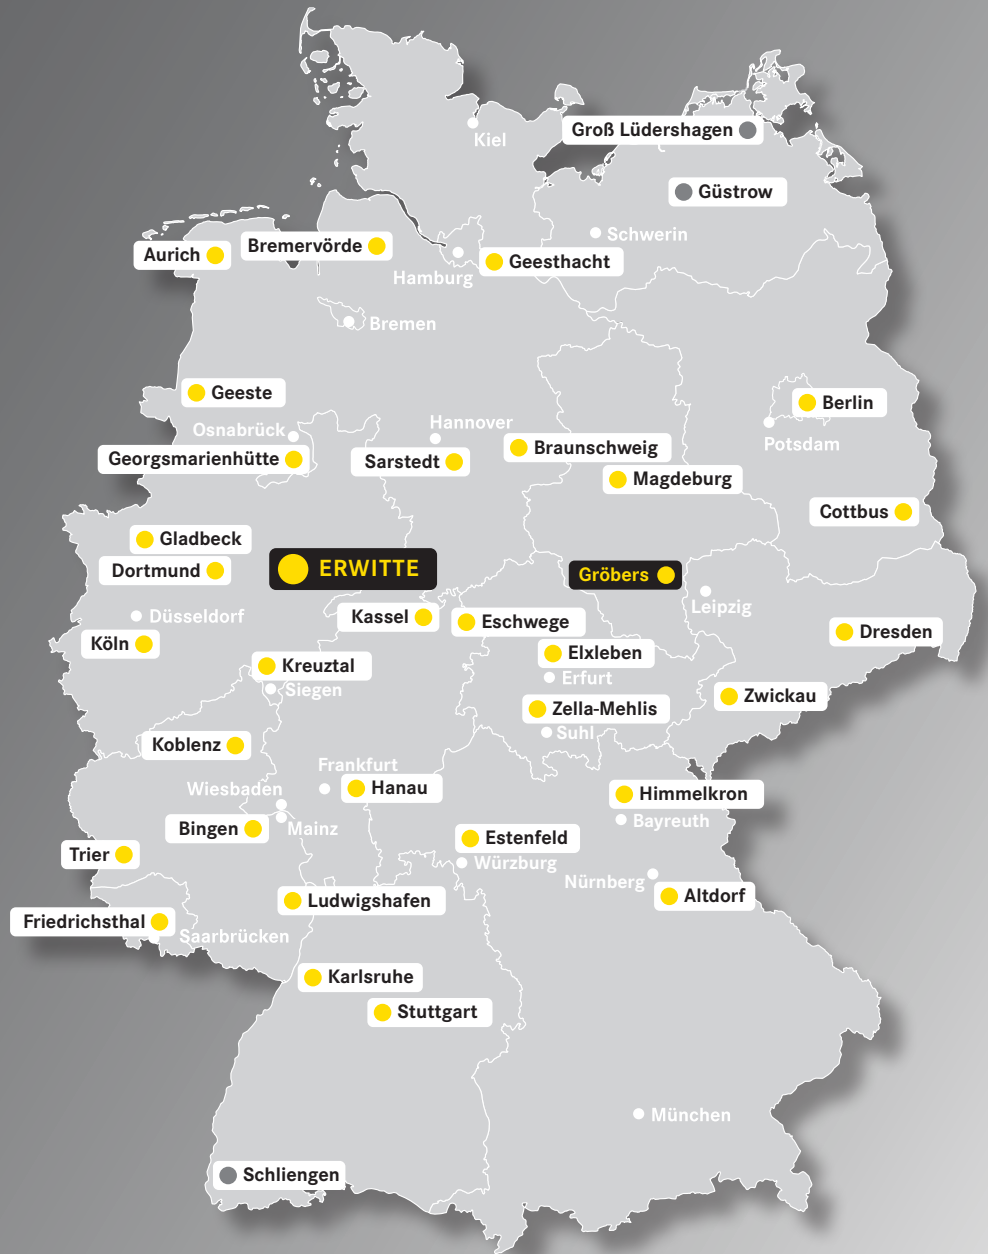 Kiel
Groß Lüdershagen
Güstrow
Schwerin
Bremervörde
Aurich
Geesthacht
Hamburg
Bremen
Geeste
Berlin
Hannover
Osnabrück
Potsdam
Braunschweig
Georgsmarienhütte
Sarstedt
Magdeburg
Cottbus
Gladbeck
Dortmund
ERWITTE
Gröbers
Leipzig
Düsseldorf
Kassel
Eschwege
Dresden
Köln
Elxleben
Kreuztal
Erfurt
Siegen
Zwickau
Zella-Mehlis
Suhl
Koblenz
Frankfurt
Wiesbaden
Hanau
Himmelkron
Bayreuth
Bingen
Mainz
Estenfeld
Trier
Würzburg
Nürnberg
Altdorf
Ludwigshafen
Friedrichsthal
Saarbrücken
Karlsruhe
Stuttgart
München
Schliengen